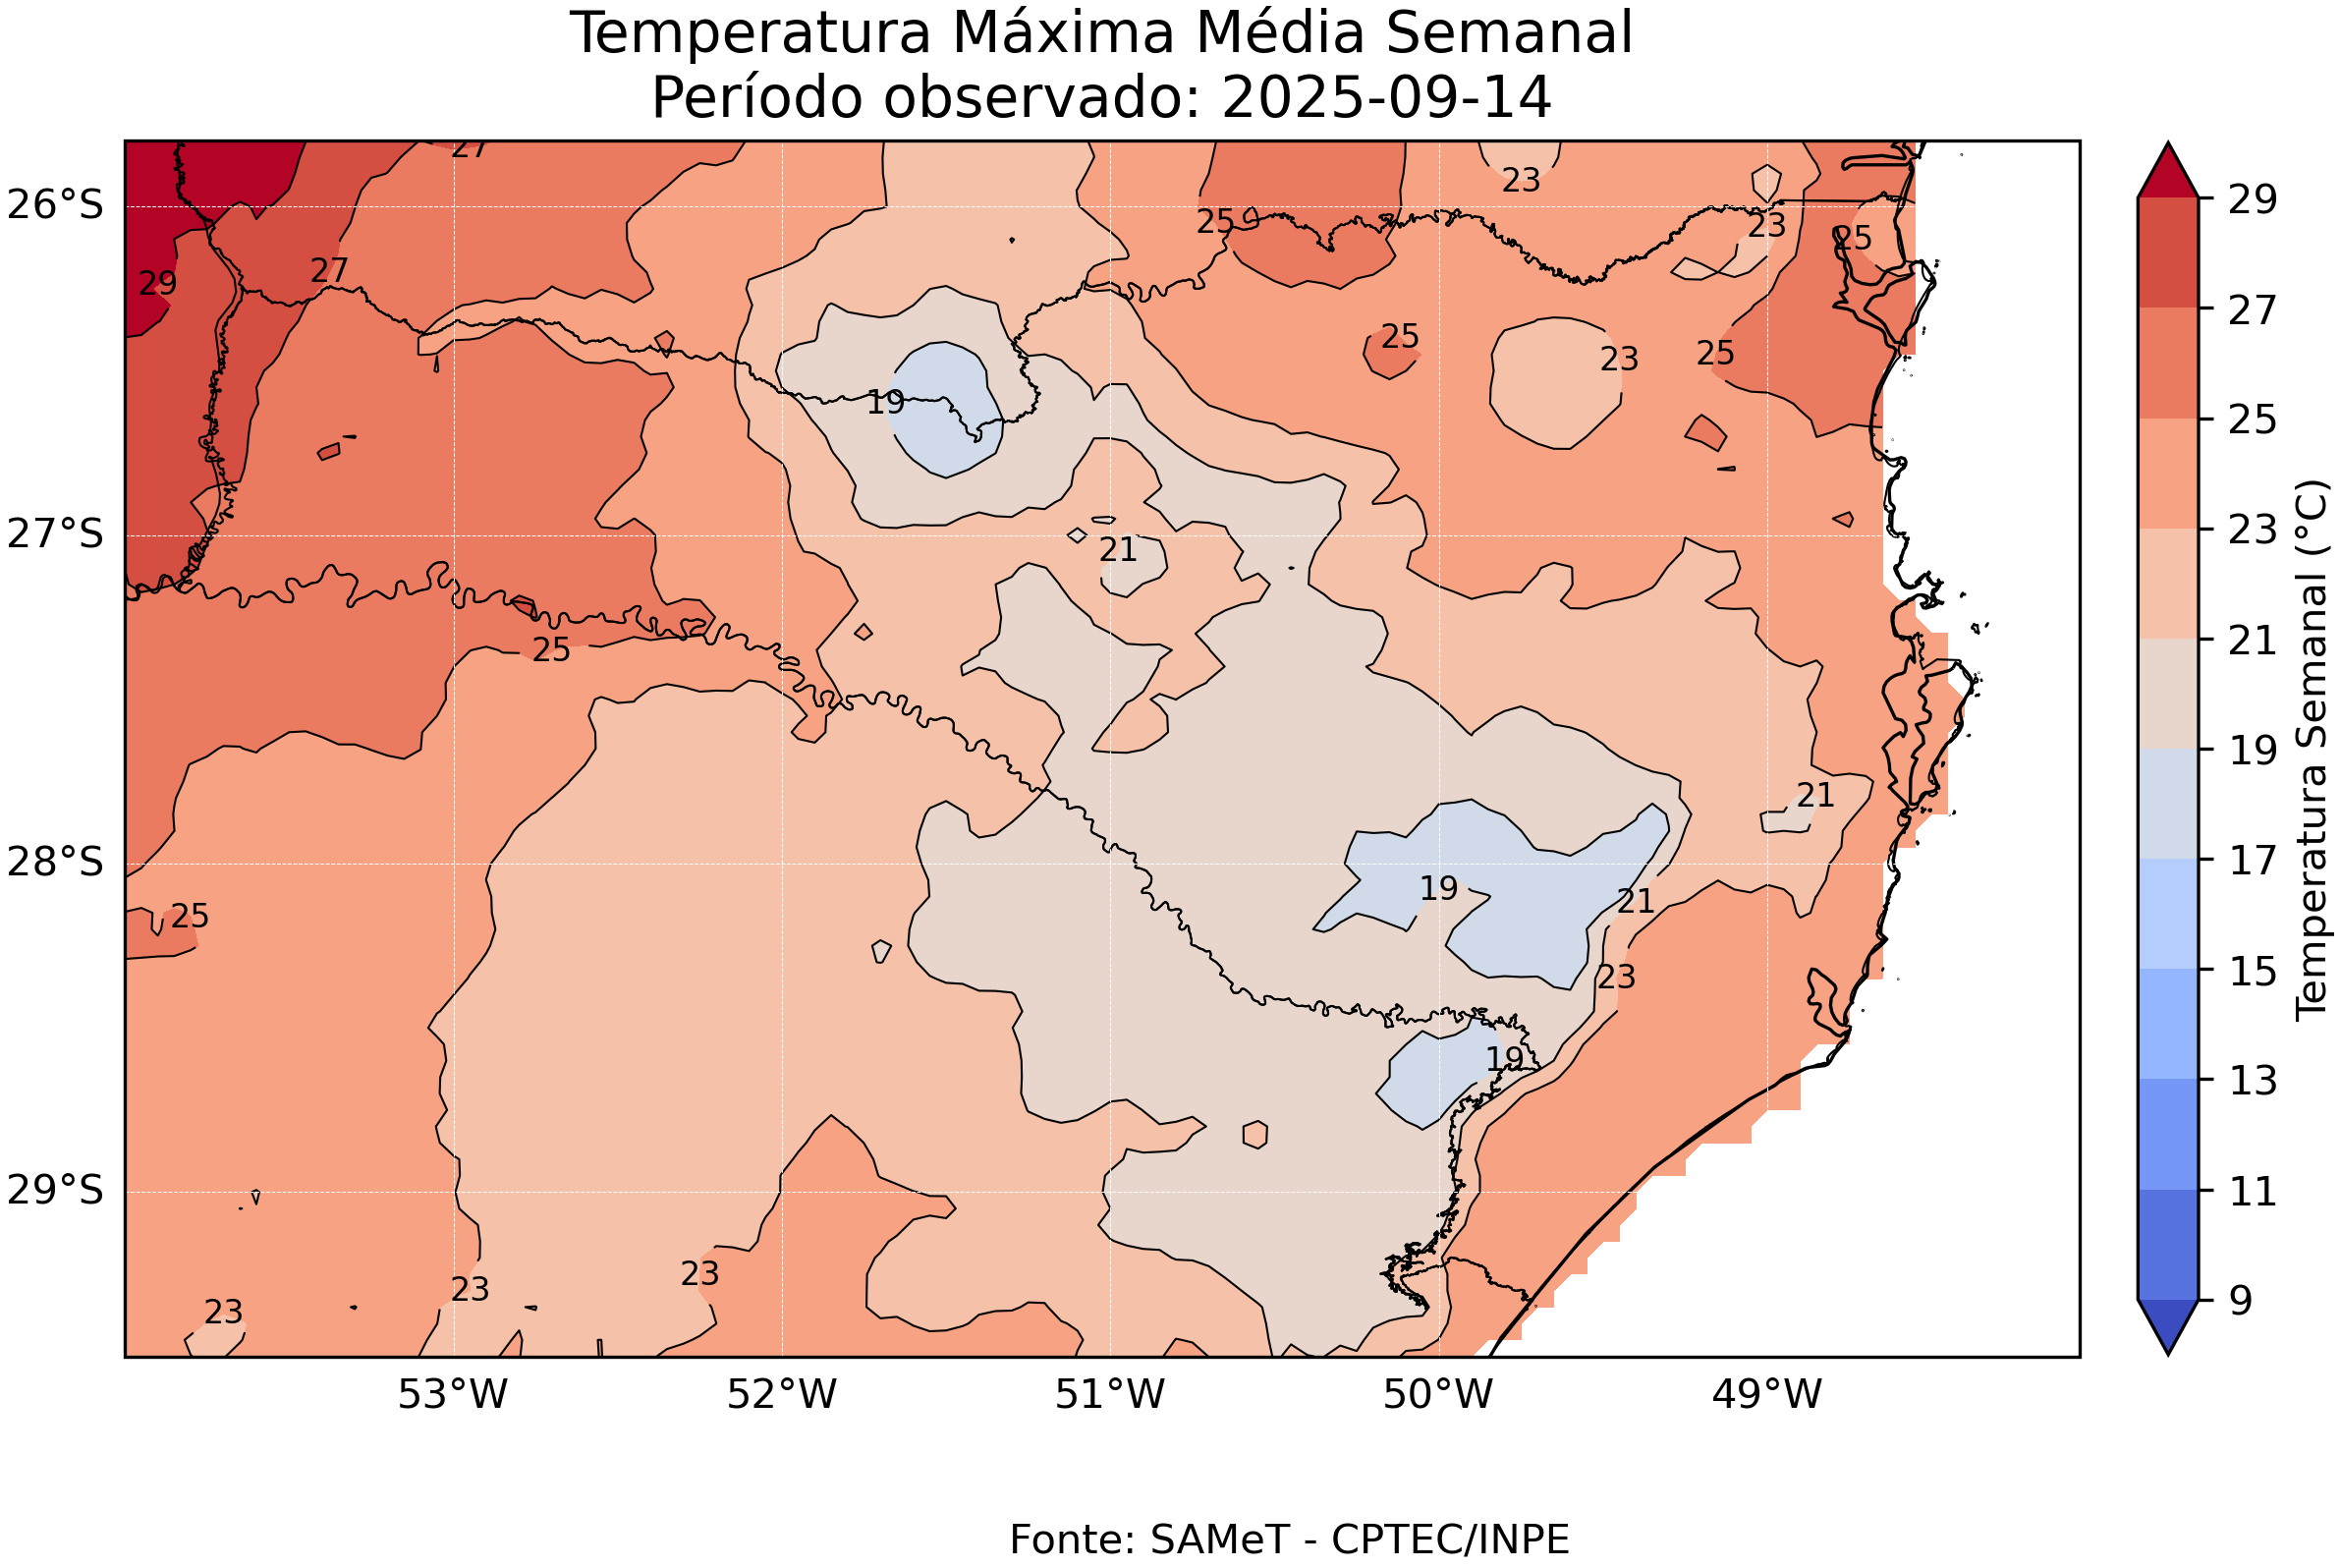 Temperatura Máxima Média Semanal
Período observado: 2025-09-14
27
26°S
23
25
23
25
29
27
25
23
25
19
27°S
21
25
21
28°S
19
21
25
23
19
29°S
23
23
23
53°W
52°W
51°W
50°W
49°W
29
27
25
23
21
19
17
15
13
11
9
Temperatura Semanal (°C)
Fonte: SAMeT - CPTEC/INPE